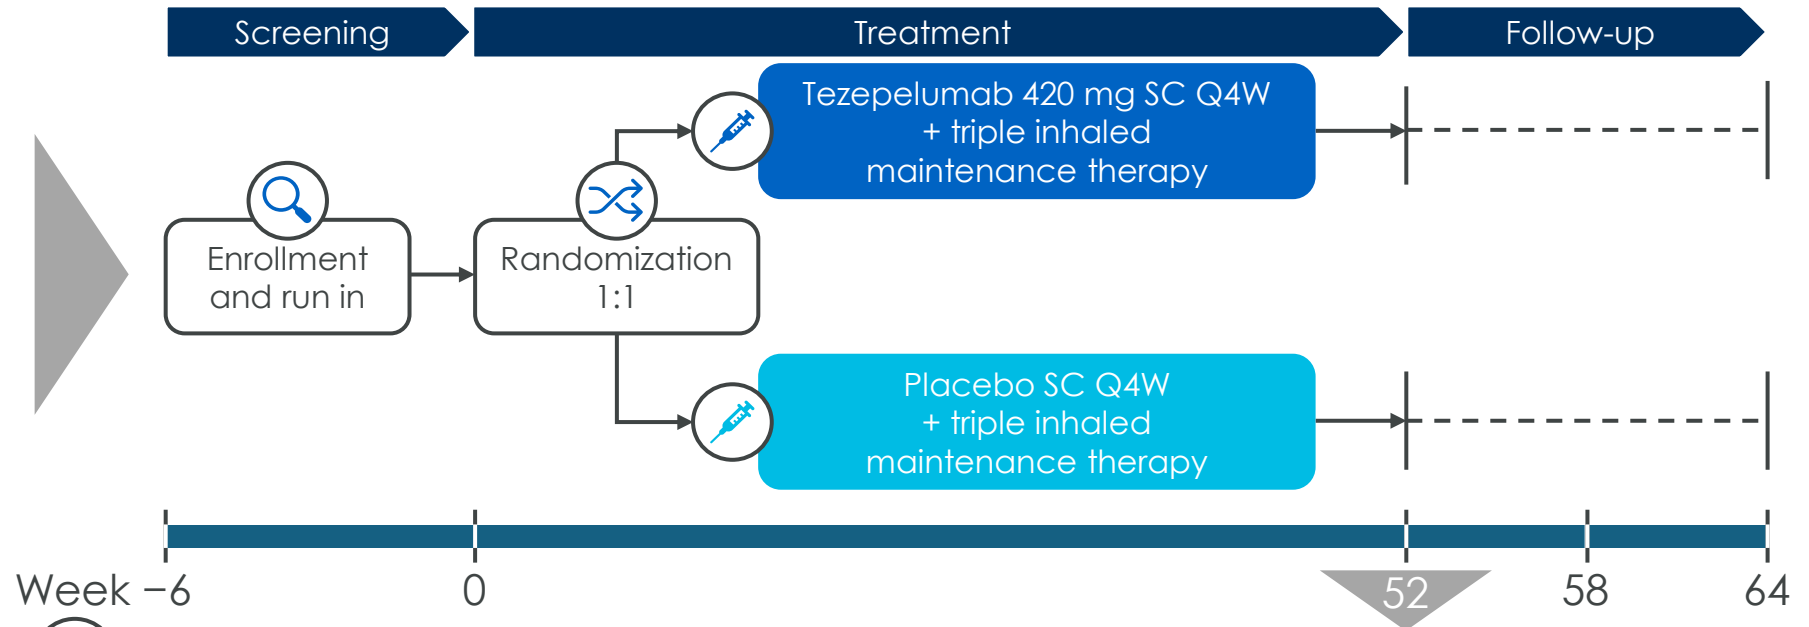 Screening
Treatment
Follow-up
Tezepelumab 420 mg SC Q4W
+ triple inhaled
maintenance therapy
Enrollment
and run in
Randomization
1:1
Placebo SC Q4W
+ triple inhaled
maintenance therapy
Week −6
0
52
58
64